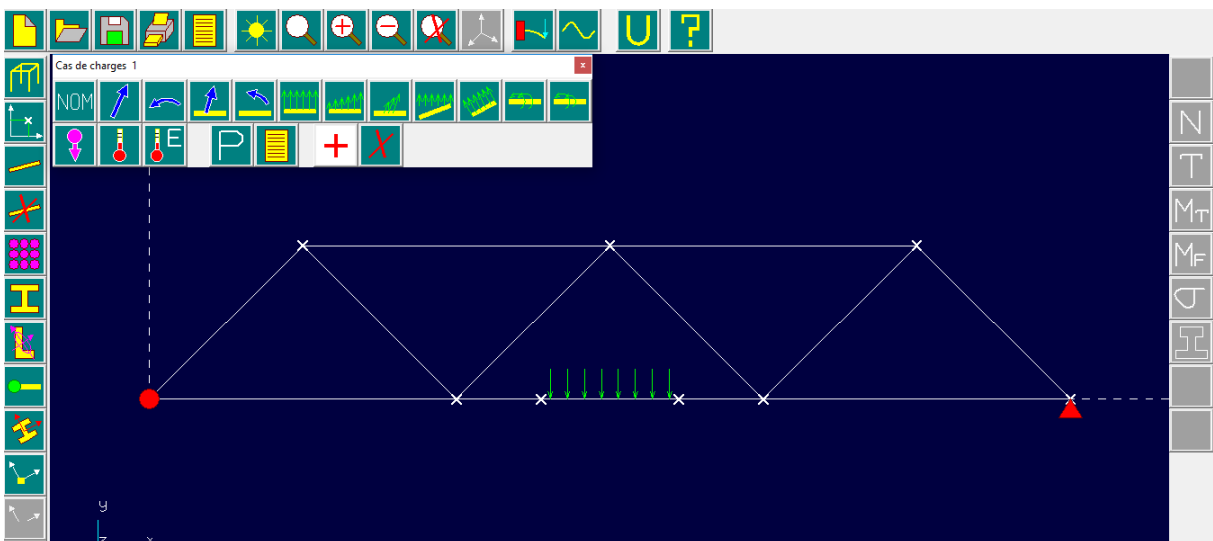 U ?
Cas de charges 1
x
NOM
E P
N
T
MT
MF
σ
y
z x